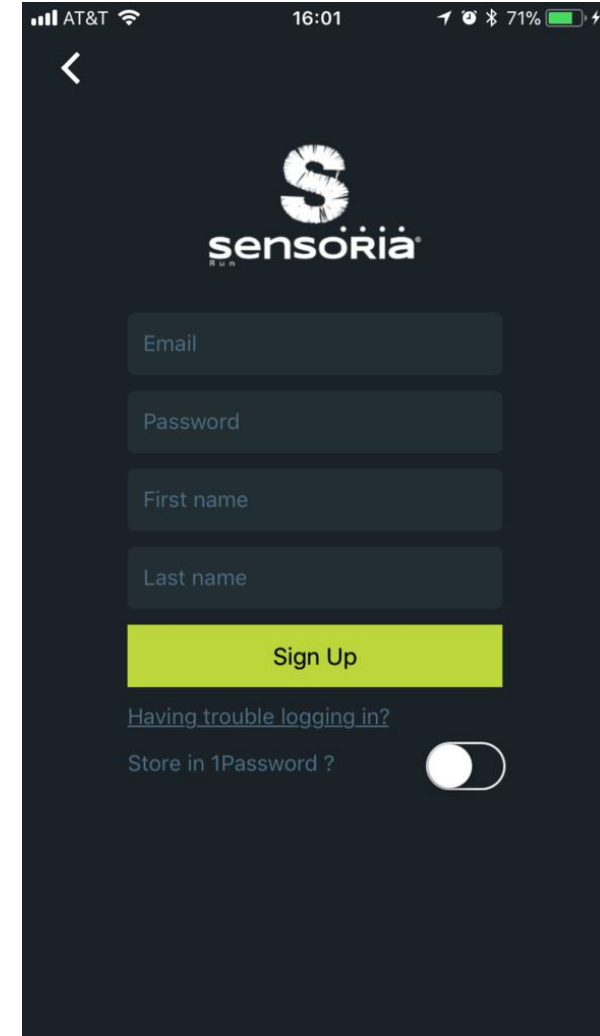 AT&T 16:01 71%
S
sensoria®
Run
Email
Password
First name
Last name
Sign Up
Having trouble logging in?
Store in 1Password ?